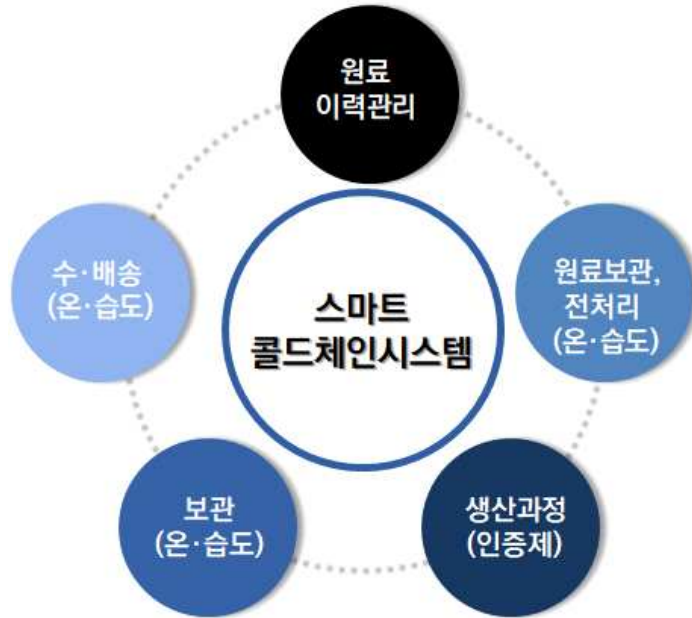 원료
이력관리
수·배송
(온·습도)
원료보관,
전처리
(온·습도)
스마트
콜드체인시스템
보관
(온·습도)
생산과정
(인증제)